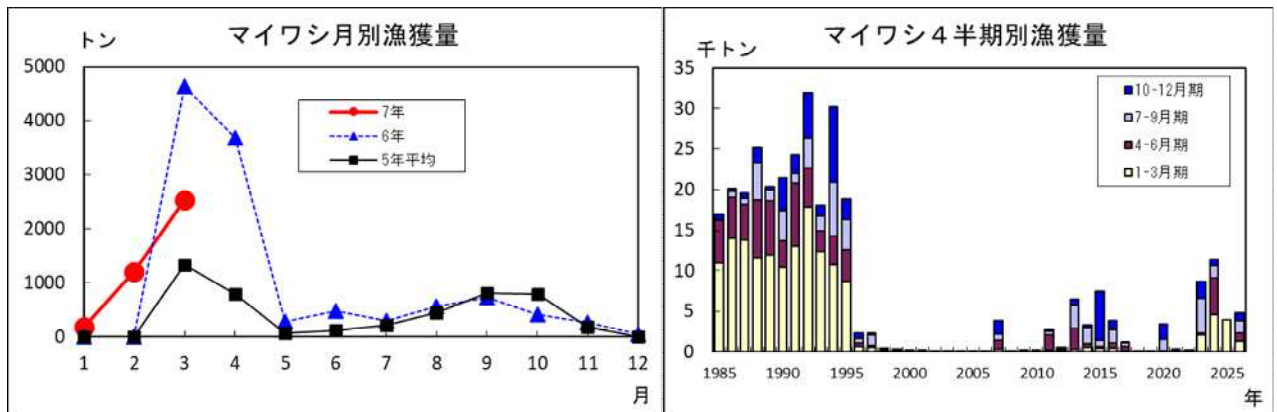 マイワシ月別漁獲量
トン
5000
4000
3000
2000
1000
0
7年
6年
5年平均
1 2 3 4 5 6 7 8 9 10 11 12
月
マイワシ4半期別漁獲量
千トン
35
30
25
20
15
10
5
0
10-12月期
7-9月期
4-6月期
1-3月期
1985 1990 1995 2000 2005 2010 2015 2020 2025
年